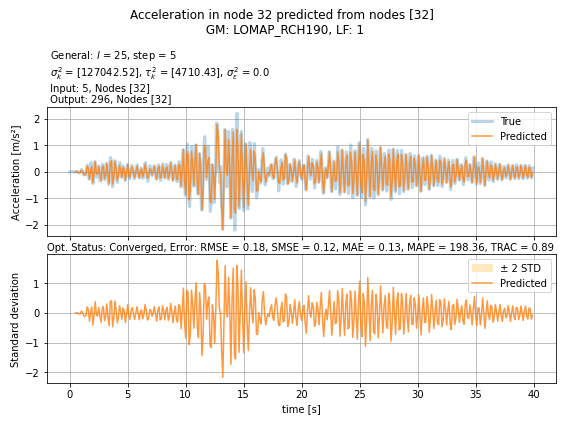 Acceleration in node 32 predicted from nodes [32]
GM: LOMAP_RCH190, LF: 1
General: l = 25, step = 5
σ²ₖ = [127042.52], τ²ₖ = [4710.43], σ²ₑ = 0.0
Input: 5, Nodes [32]
Output: 296, Nodes [32]
2
1
0
−1
−2
Acceleration [m/s²]
True
Predicted
Opt. Status: Converged, Error: RMSE = 0.18, SMSE = 0.12, MAE = 0.13, MAPE = 198.36, TRAC = 0.89
2
1
0
−1
−2
Standard deviation
± 2 STD
Predicted
0 5 10 15 20 25 30 35 40
time [s]